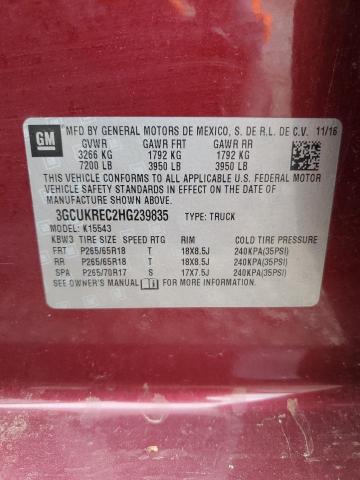 GM
MFD BY GENERAL MOTORS DE MEXICO, S. DE R.L. DE C.V. 11/16
GVWR GAWR FRT GAWR RR
3266 KG 1792 KG 1792 KG
7200 LB 3950 LB 3950 LB
THIS VEHICLE CONFORMS TO ALL APPLICABLE U.S. FEDERAL MOTOR
VEHICLE SAFETY STANDARDS IN EFFECT ON THE DATE OF
MANUFACTURE SHOWN ABOVE.
3GCUKREC2HG239835 TYPE: TRUCK
MODEL: K15543
KBW3 TIRE SIZE SPEED RTG RIM COLD TIRE PRESSURE
FRT P265/65R18 T 18X8.5J 240KPA(35PSI)
RR P265/65R18 T 18X8.5J 240KPA(35PSI)
SPA P265/70R17 S 17X7.5J 240KPA(35PSI)
SEE OWNER'S MANUAL FOR MORE INFORMATION